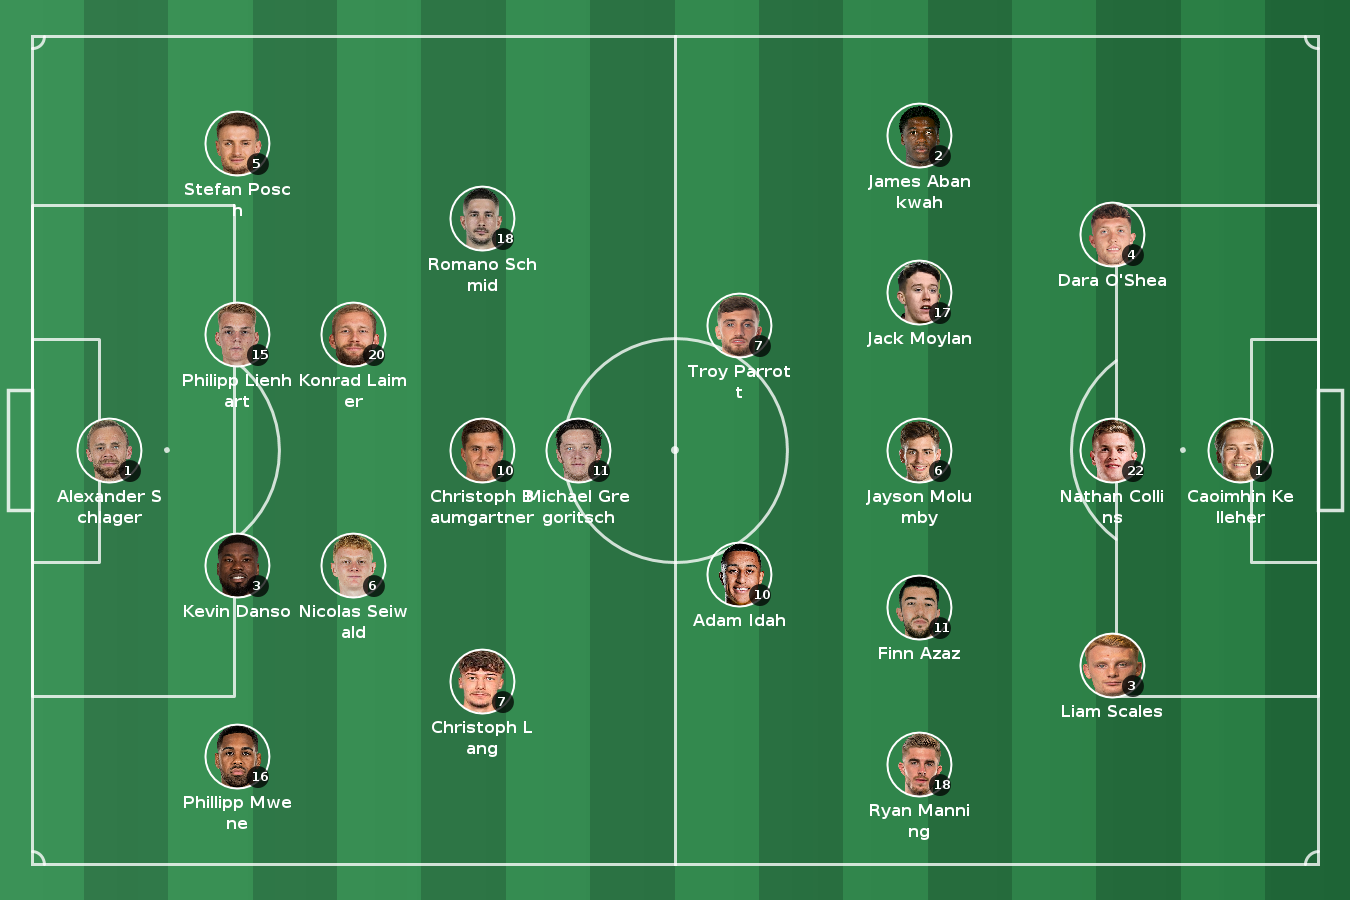 5
Stefan Posc
h
15
Philipp Lienh
art
1
Alexander S
chlager
3
Kevin Danso
16
Phillipp Mwe
ne
20
Konrad Laim
er
6
Nicolas Seiw
ald
18
Romano Sch
mid
10
Christoph B
aumgartner
7
Christoph L
ang
11
Michael Gre
goritsch
7
Troy Parrot
t
10
Adam Idah
2
James Aban
kwah
17
Jack Moylan
6
Jayson Molu
mby
11
Finn Azaz
18
Ryan Manni
ng
4
Dara O'Shea
22
Nathan Colli
ns
3
Liam Scales
1
Caoimhin Ke
lleher